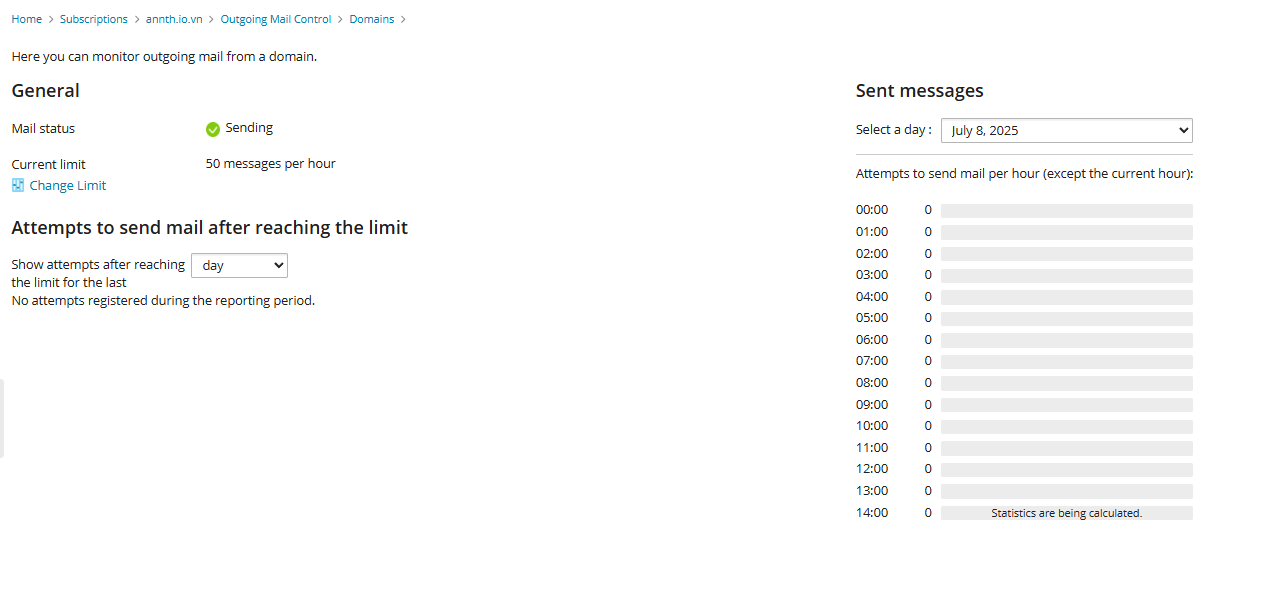 Home > Subscriptions > annth.io.vn > Outgoing Mail Control > Domains >
Here you can monitor outgoing mail from a domain.
General
Mail status Sending
Current limit 50 messages per hour
Change Limit
Attempts to send mail after reaching the limit
Show attempts after reaching day
the limit for the last
No attempts registered during the reporting period.
Sent messages
Select a day : July 8, 2025
Attempts to send mail per hour (except the current hour):
00:00 0
01:00 0
02:00 0
03:00 0
04:00 0
05:00 0
06:00 0
07:00 0
08:00 0
09:00 0
10:00 0
11:00 0
12:00 0
13:00 0
14:00 0 Statistics are being calculated.